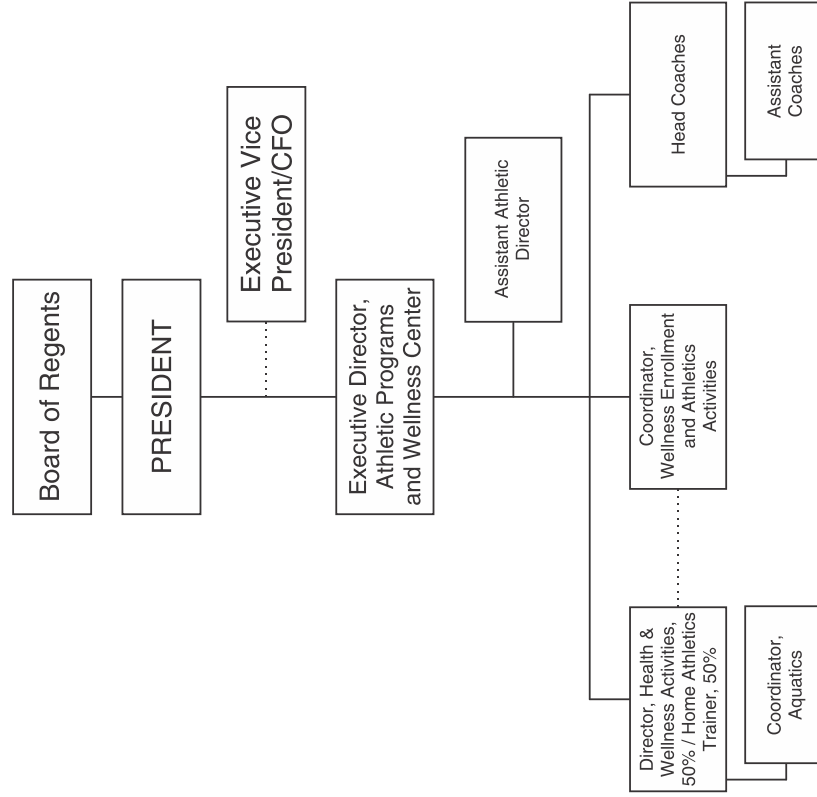 Board of Regents
PRESIDENT
Executive Vice
President/CFO
Executive Director,
Athletic Programs
and Wellness Center
Assistant Athletic
Director
Director, Health &
Wellness Activities,
50% / Home Athletics
Trainer, 50%
Coordinator,
Wellness Enrollment
and Athletics
Activities
Head Coaches
Coordinator,
Aquatics
Assistant
Coaches